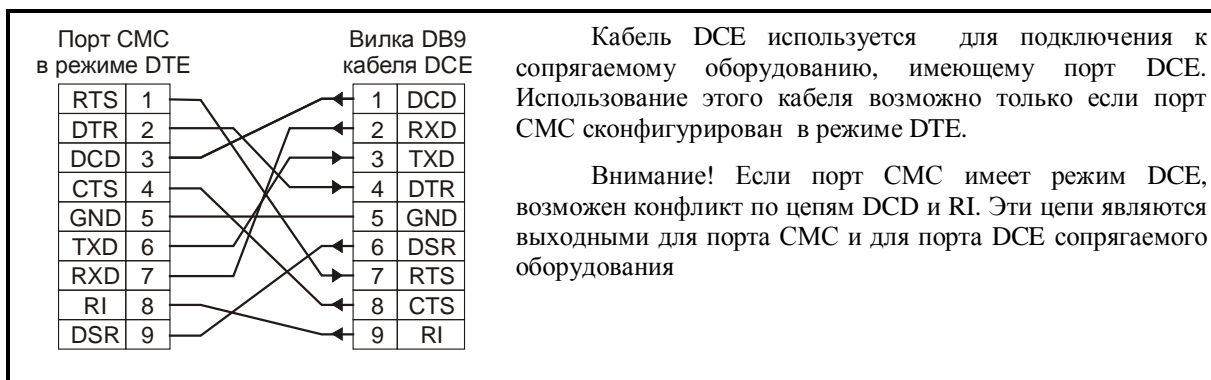 Порт СМС
в режиме DTE
Вилка DB9
кабеля DCE
RTS 1
DTR 2
DCD 3
CTS 4
GND 5
TXD 6
RXD 7
RI 8
DSR 9
1 DCD
2 RXD
3 TXD
4 DTR
5 GND
6 DSR
7 RTS
8 CTS
9 RI
Кабель DCE используется для подключения к
сопрягаемому оборудованию, имеющему порт DCE.
Использование этого кабеля возможно только если порт
СМС сконфигурирован в режиме DTE.
Внимание! Если порт СМС имеет режим DCE,
возможен конфликт по цепям DCD и RI. Эти цепи являются
выходными для порта СМС и для порта DCE сопрягаемого
оборудования